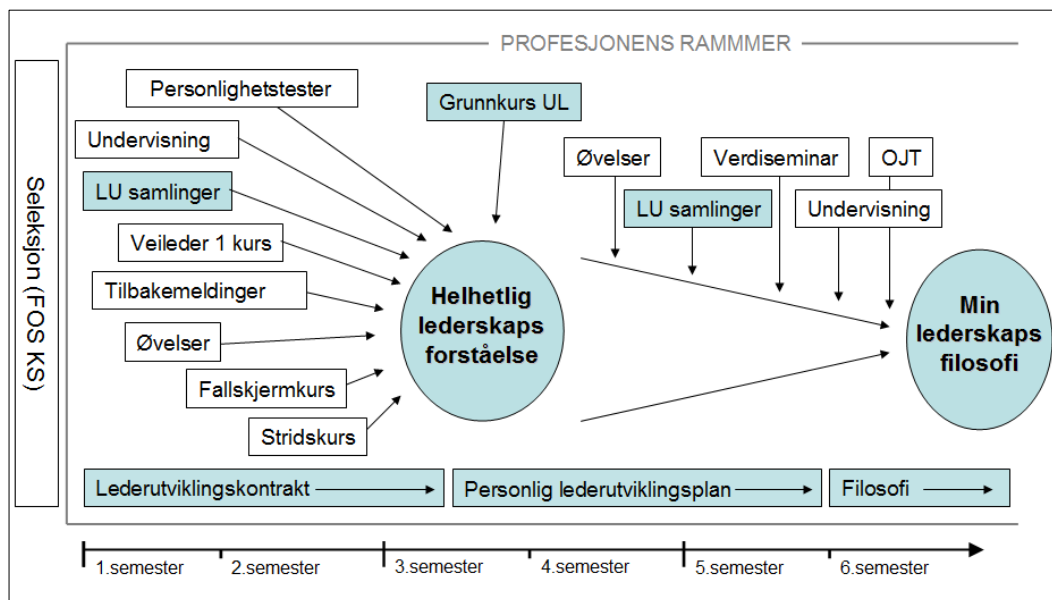 PROFESJONENS RAMMMER
Seleksjon (FOS KS)
Personlighetstester
Grunnkurs UL
Undervisning
LU samlinger
Veileder 1 kurs
Tilbakemeldinger
Øvelser
Fallskjermkurs
Stridskurs
Helhetlig
lederskaps
forståelse
Øvelser
Verdiseminar
OJT
LU samlinger
Undervisning
Min
lederskaps
filosofi
Lederutviklingskontrakt
Personlig lederutviklingsplan
Filosofi
1.semester
2.semester
3.semester
4.semester
5.semester
6.semester